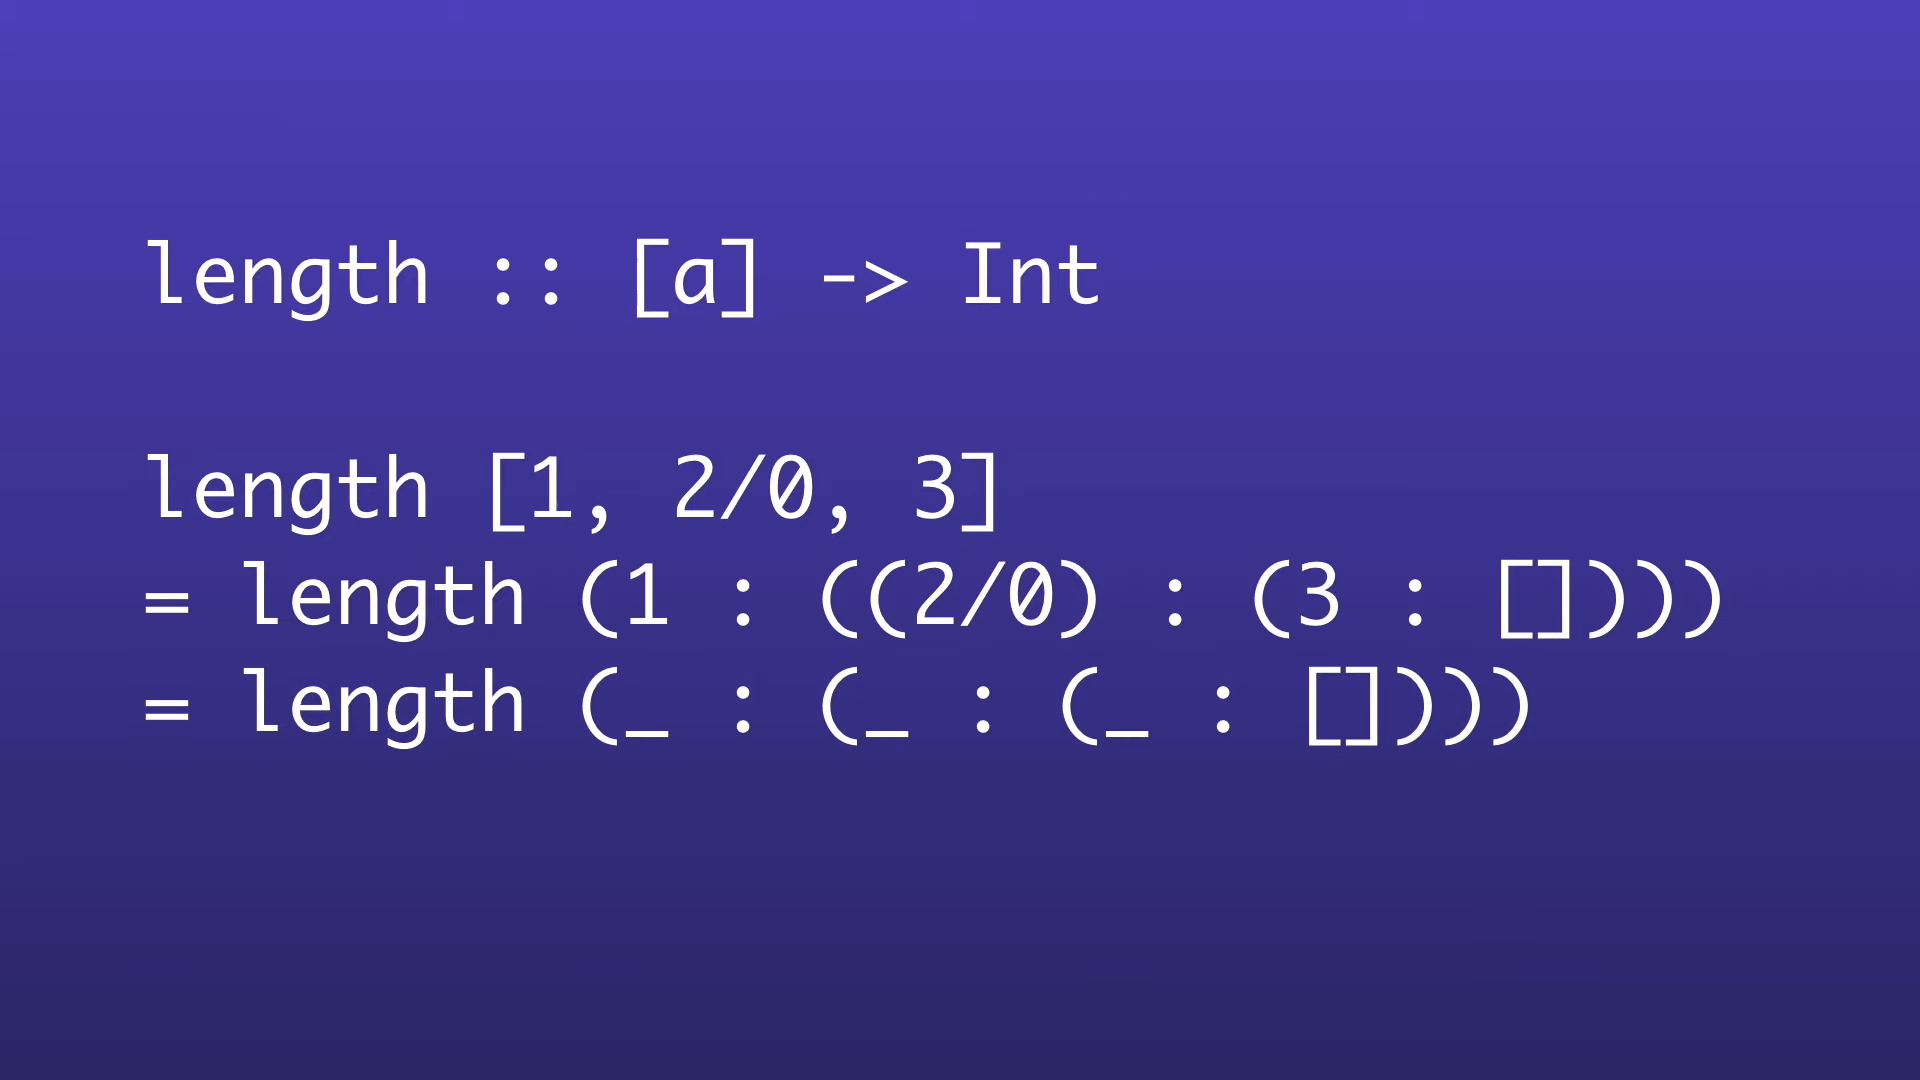 length :: [a] -> Int
length [1, 2/0, 3]
= length (1 : ((2/0) : (3 : [])))
= length (_ : (_ : (_ : [])))